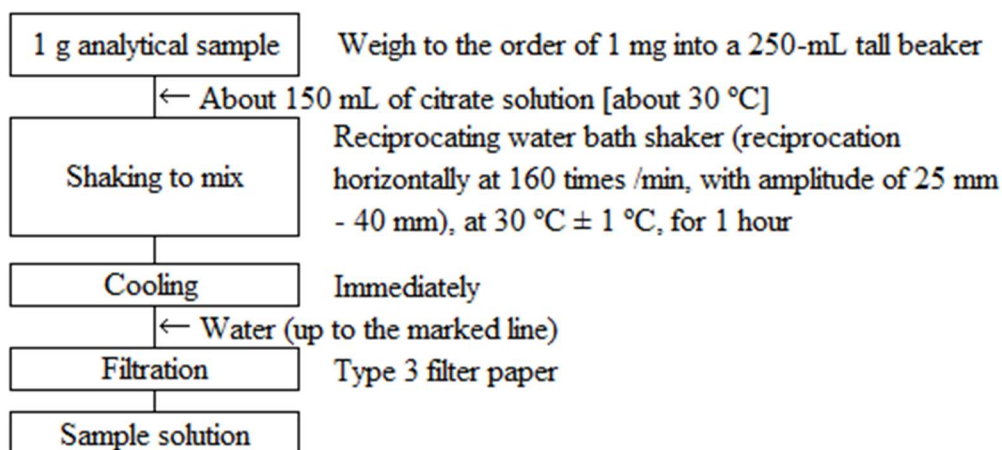 1 g analytical sample
Weigh to the order of 1 mg into a 250-mL tall beaker
← About 150 mL of citrate solution [about 30 ºC]
Shaking to mix
Reciprocating water bath shaker (reciprocation
horizontally at 160 times /min, with amplitude of 25 mm
- 40 mm), at 30 ºC ± 1 ºC, for 1 hour
Cooling
Immediately
← Water (up to the marked line)
Filtration
Type 3 filter paper
Sample solution